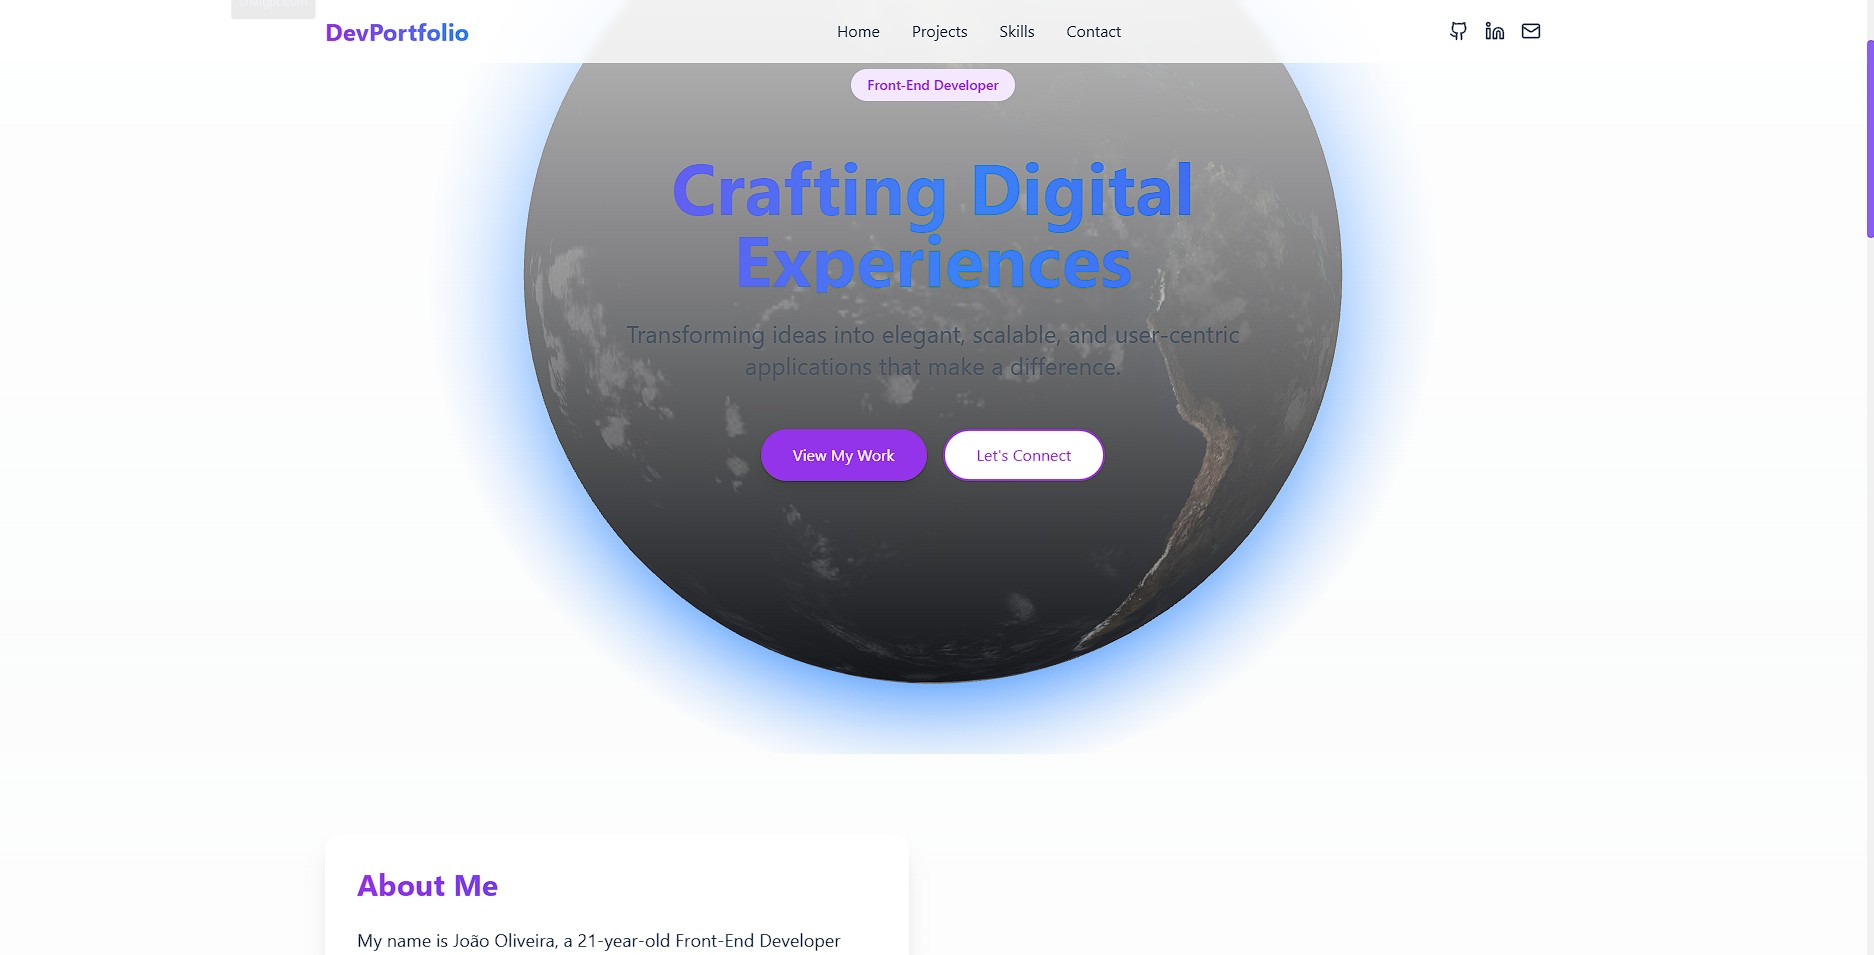 DevPortfolio
Home
Projects
Skills
Contact
Front-End Developer
Crafting Digital
Experiences
Transforming ideas into elegant, scalable, and user-centric
applications that make a difference.
View My Work
Let's Connect
About Me
My name is João Oliveira, a 21-year-old Front-End Developer